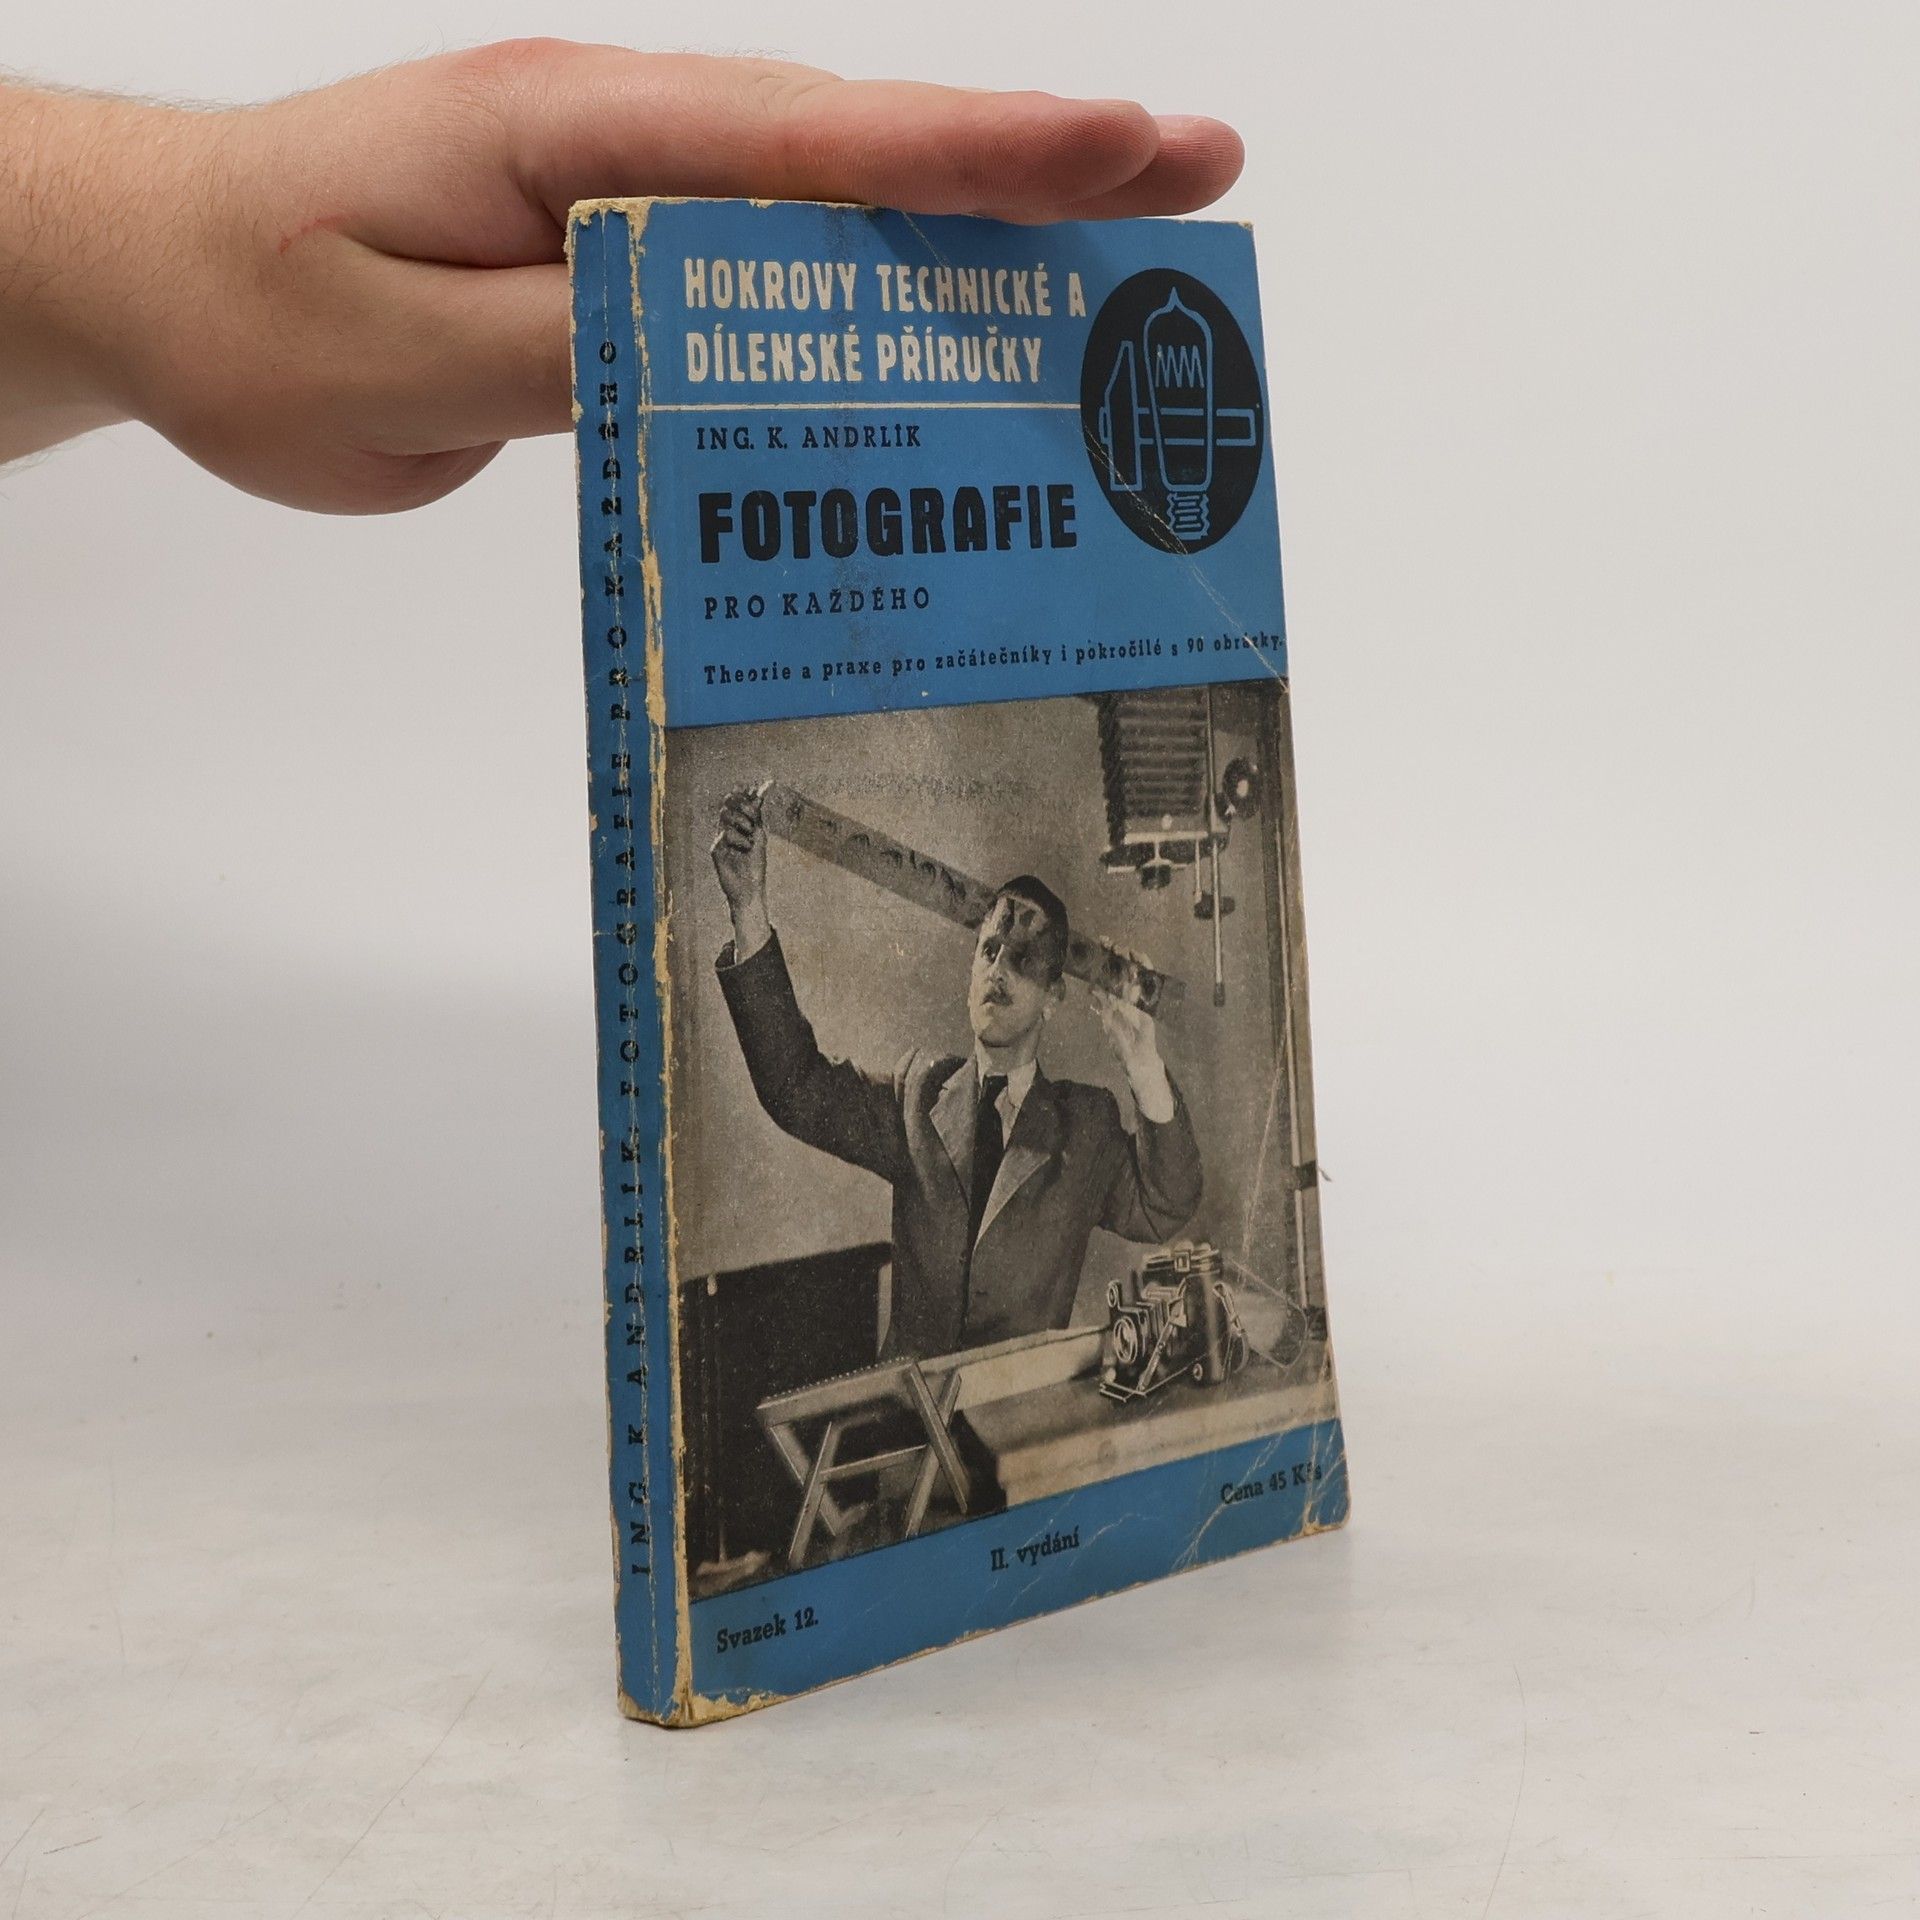 HOKROVY TECHNICKÉ A
DÍLENSKÉ PŘÍRUČKY
ING. K. ANDRLÍK
FOTOGRAFIE
PRO KAŽDÉHO
Theorie a praxe pro začátečníky i pokročilé s 90 obrázky.
Svazek 12.
II. vydání
Cena 45 Kčs
ING K ANDRLÍK. FOTOGRAFIE PRO KAŽDÉHO